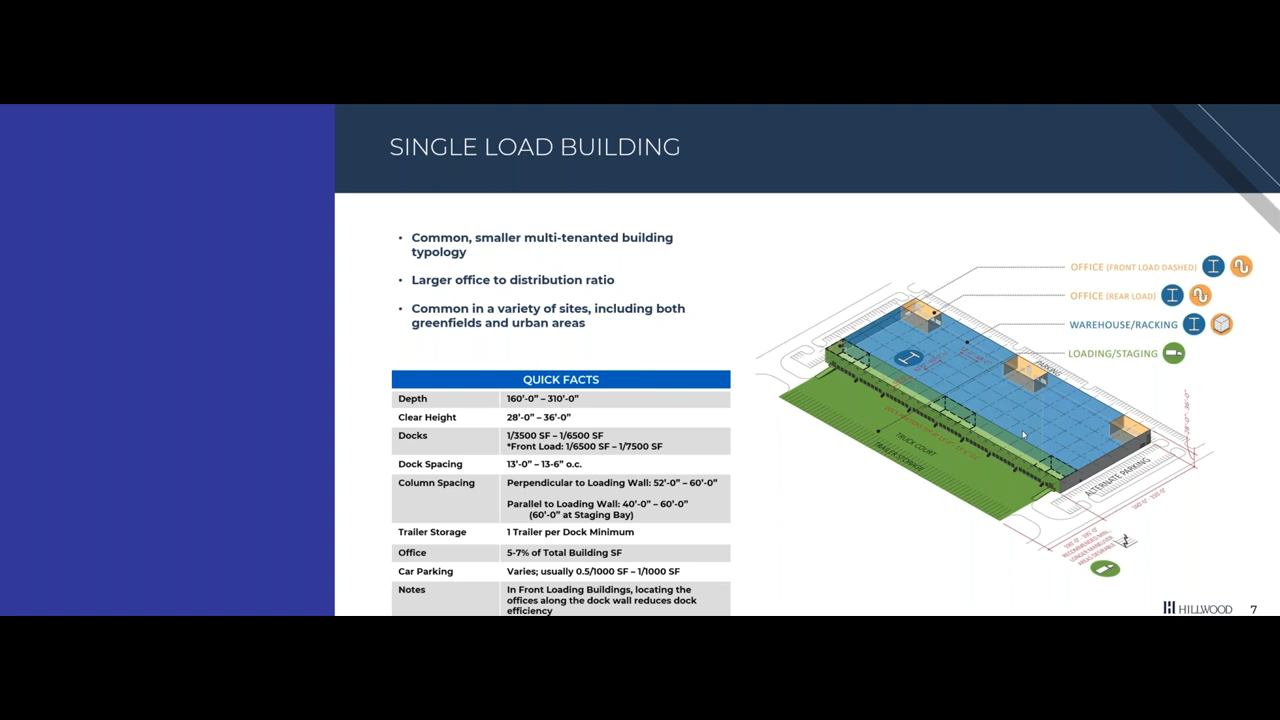 SINGLE LOAD BUILDING
• Common, smaller multi-tenanted building
typology
• Larger office to distribution ratio
• Common in a variety of sites, including both
greenfields and urban areas
QUICK FACTS
Depth 160’-0” – 310’-0”
Clear Height 28’-0” – 36’-0”
Docks 1/3500 SF – 1/6500 SF
*Front Load: 1/6500 SF – 1/7500 SF
Dock Spacing 13’-0” – 13-6” o.c.
Column Spacing Perpendicular to Loading Wall: 52’-0” – 60’-0”
Parallel to Loading Wall: 40’-0” – 60’-0”
(60’-0” at Staging Bay)
Trailer Storage 1 Trailer per Dock Minimum
Office 5-7% of Total Building SF
Car Parking Varies; usually 0.5/1000 SF – 1/1000 SF
Notes In Front Loading Buildings, locating the
offices along the dock wall reduces dock
efficiency
OFFICE (FRONT LOAD DASHED)
OFFICE (REAR LOAD)
WAREHOUSE/RACKING
LOADING/STAGING
PARKING
TRUCK COURT
TRAILER STORAGE
ALTERNATE PARKING
HILLWOOD 7